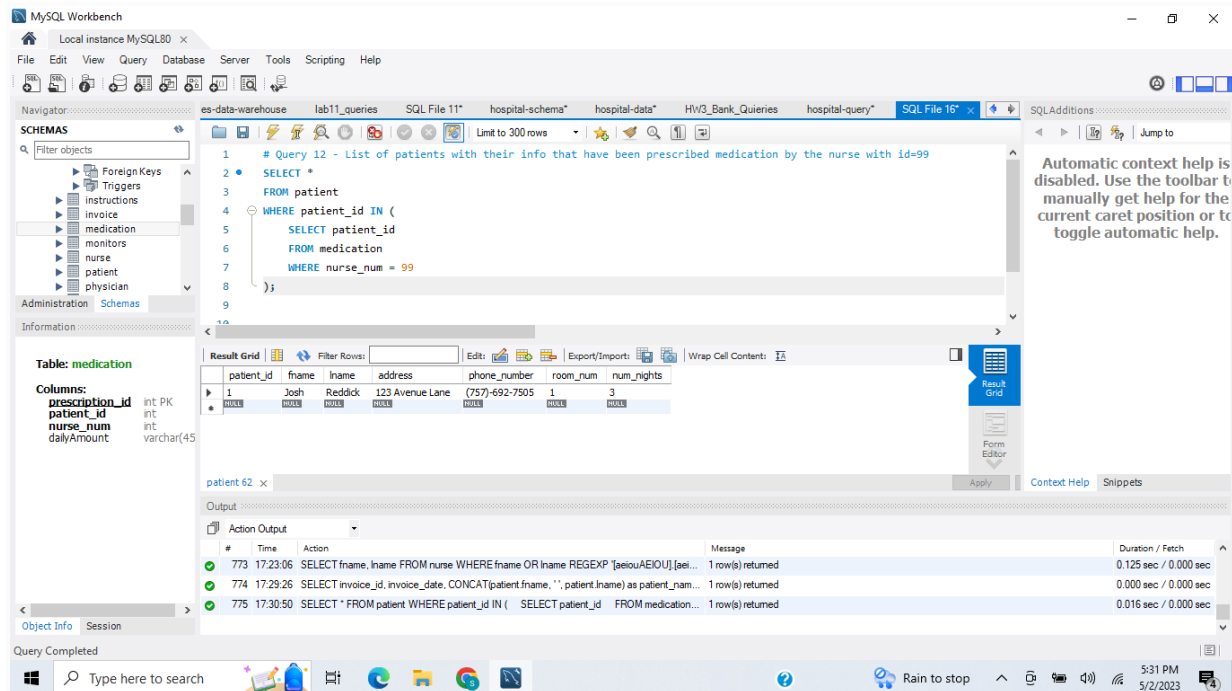 MySQL Workbench
Local instance MySQL80 ×
File Edit View Query Database Server Tools Scripting Help
Navigator
es-data-warehouse lab11_queries SQL File 11* hospital-schema* hospital-data* HW3_Bank_Quieries hospital-query* SQL File 16* ×
SQLAdditions
SCHEMAS
Limit to 300 rows
Jump to
Filter objects
Foreign Keys
Triggers
instructions
invoice
medication
monitors
nurse
patient
physician
Administration Schemas
1 # Query 12 - List of patients with their info that have been prescribed medication by the nurse with id=99
2 SELECT *
3 FROM patient
4 WHERE patient_id IN (
5 SELECT patient_id
6 FROM medication
7 WHERE nurse_num = 99
8 );
9
10
Automatic context help is
disabled. Use the toolbar to
manually get help for the
current caret position or to
toggle automatic help.
Information
Table: medication
Columns:
prescription_id int PK
patient_id int
nurse_num int
dailyAmount varchar(45
Result Grid Filter Rows: Edit: Export/Import: Wrap Cell Content:
patient_id fname lname address phone_number room_num num_nights
1 Josh Reddick 123 Avenue Lane (757)-692-7505 1 3
NULL NULL NULL NULL NULL NULL NULL
Result
Grid
Form
Editor
patient 62 × Apply
Context Help Snippets
Output
Action Output
# Time Action Message Duration / Fetch
773 17:23:06 SELECT fname, lname FROM nurse WHERE fname OR lname REGEXP '[aeiouAEIOU].[aei... 1 row(s) returned 0.125 sec / 0.000 sec
774 17:29:26 SELECT invoice_id, invoice_date, CONCAT(patient.fname, ' ', patient.lname) as patient_nam... 1 row(s) returned 0.000 sec / 0.000 sec
775 17:30:50 SELECT * FROM patient WHERE patient_id IN ( SELECT patient_id FROM medication... 1 row(s) returned 0.016 sec / 0.000 sec
Object Info Session
Query Completed
Type here to search
Rain to stop
5:31 PM
5/2/2023
4